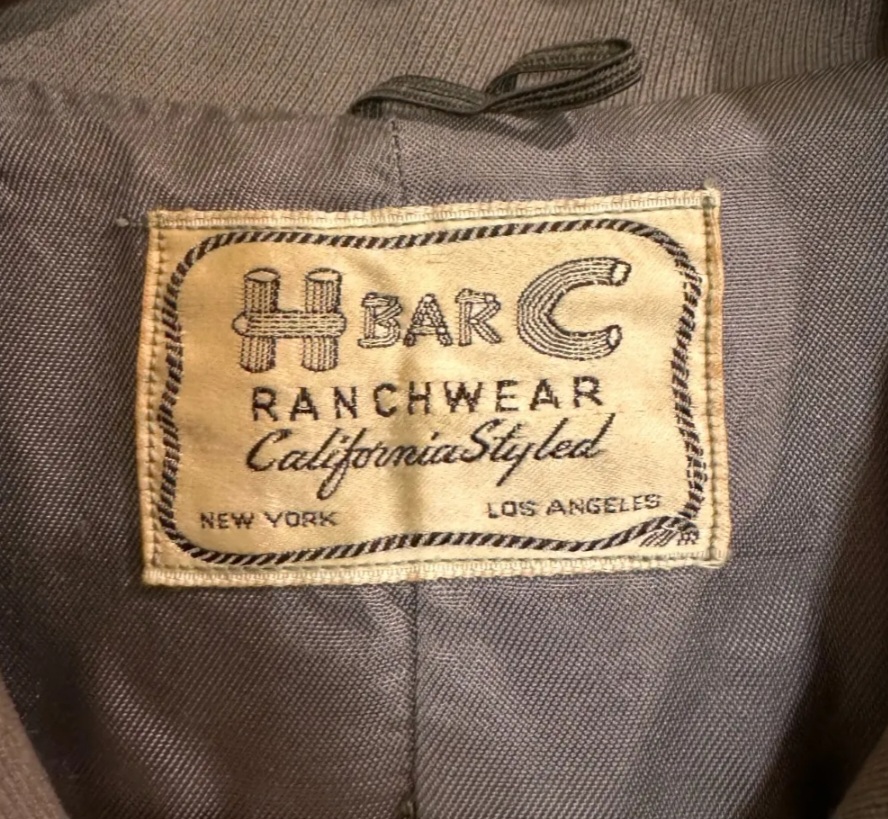 H BAR C
RANCHWEAR
California Styled
NEW YORK LOS ANGELES